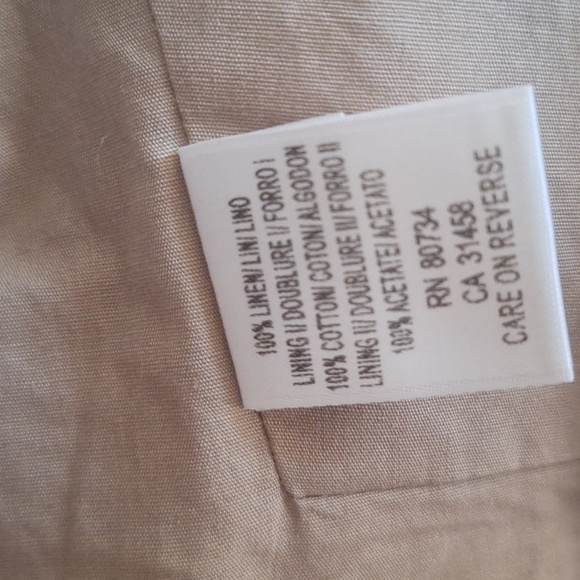 100% LINEN/ LIN/ LINO
LINING I/ DOUBLURE I/ FORRO I
100% COTTON/ COTON/ ALGODON
LINING II/ DOUBLURE II/ FORRO II
100% ACETATE/ ACETATO
RN 80734
CA 31458
CARE ON REVERSE